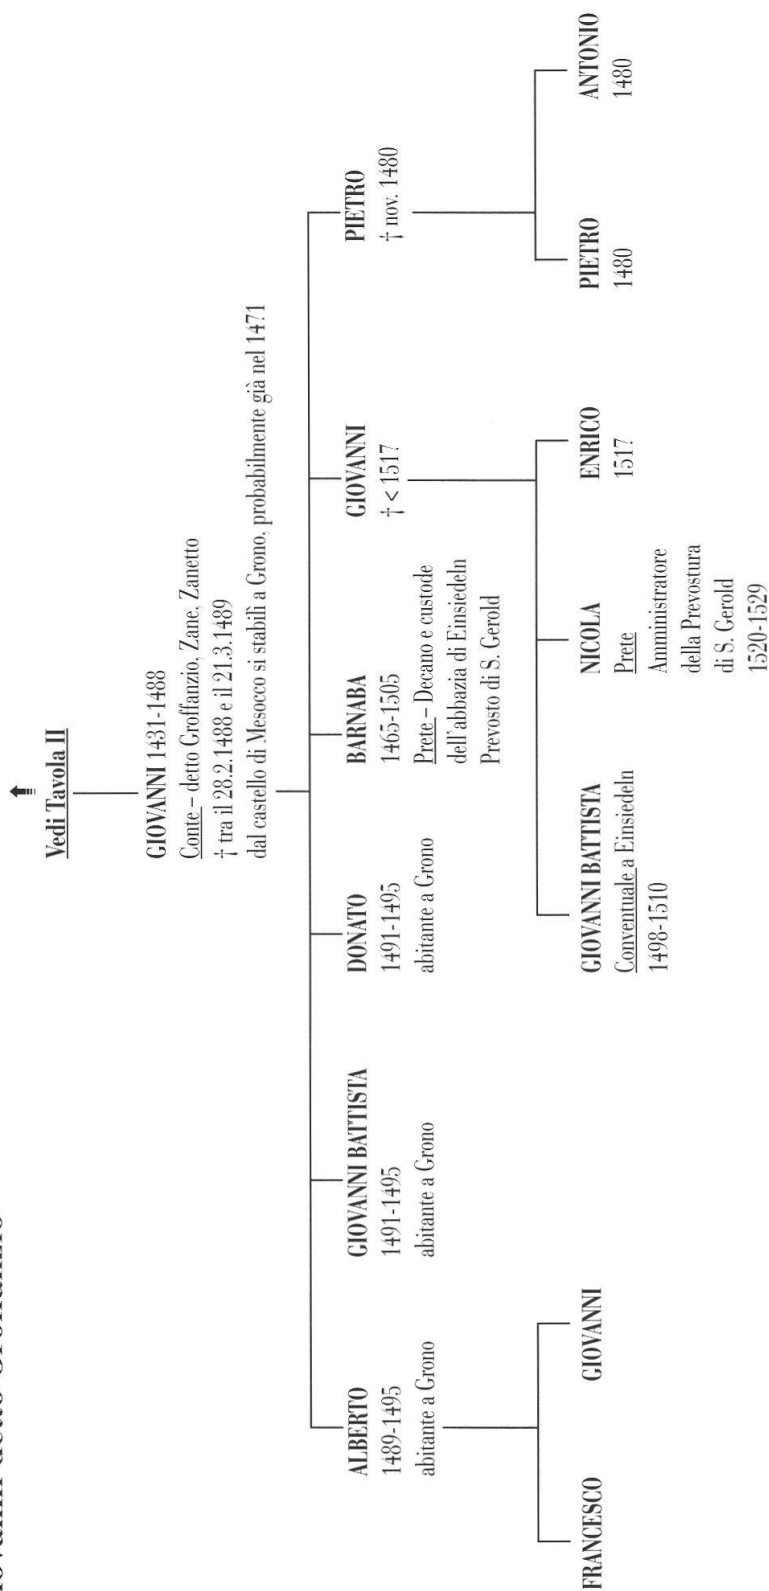 Vedi Tavola II
GIOVANNI 1431-1488
Conte – detto Groffanzio, Zane, Zanetto
† tra il 28.2.1488 e il 21.3.1489
dal castello di Mesocco si stabilì a Grono, probabilmente già nel 1471
ALBERTO
1489-1495
abitante a Grono
GIOVANNI BATTISTA
1491-1495
abitante a Grono
DONATO
1491-1495
abitante a Grono
BARNABA
1465-1505
Prete – Decano e custode
dell'abbazia di Einsiedeln
Prevosto di S. Gerold
GIOVANNI
† < 1517
PIETRO
† nov. 1480
FRANCESCO
GIOVANNI
GIOVANNI BATTISTA
Conventuale a Einsiedeln
1498-1510
NICOLA
Prete
Amministratore
della Prevostura
di S. Gerold
1520-1529
ENRICO
1517
PIETRO
1480
ANTONIO
1480